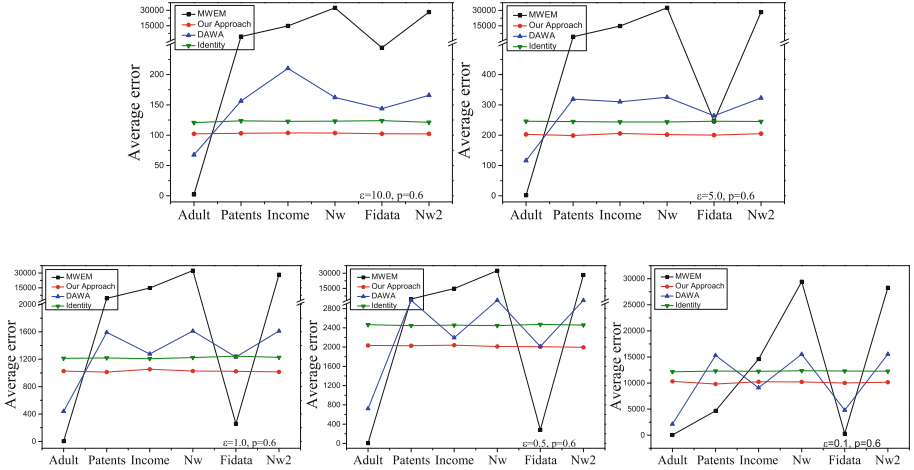 30000
15000
200
150
100
50
0
Average error
MWEM
Our Approach
DAWA
Identity
ε=10.0, p=0.6
Adult Patents Income Nw Fidata Nw2
30000
15000
400
300
200
100
0
Average error
MWEM
Our Approach
DAWA
Identity
ε=5.0, p=0.6
Adult Patents Income Nw Fidata Nw2
30000
15000
2000
1600
1200
800
400
0
Average error
MWEM
Our Approach
DAWA
Identity
ε=1.0, p=0.6
Adult Patents Income Nw Fidata Nw2
30000
15000
2800
2400
2000
1600
1200
800
400
0
Average error
MWEM
Our Approach
DAWA
Identity
ε=0.5, p=0.6
Adult Patents Income Nw Fidata Nw2
30000
25000
20000
15000
10000
5000
0
Average error
MWEM
Our Approach
DAWA
Identity
ε=0.1, p=0.6
Adult Patents Income Nw Fidata Nw2